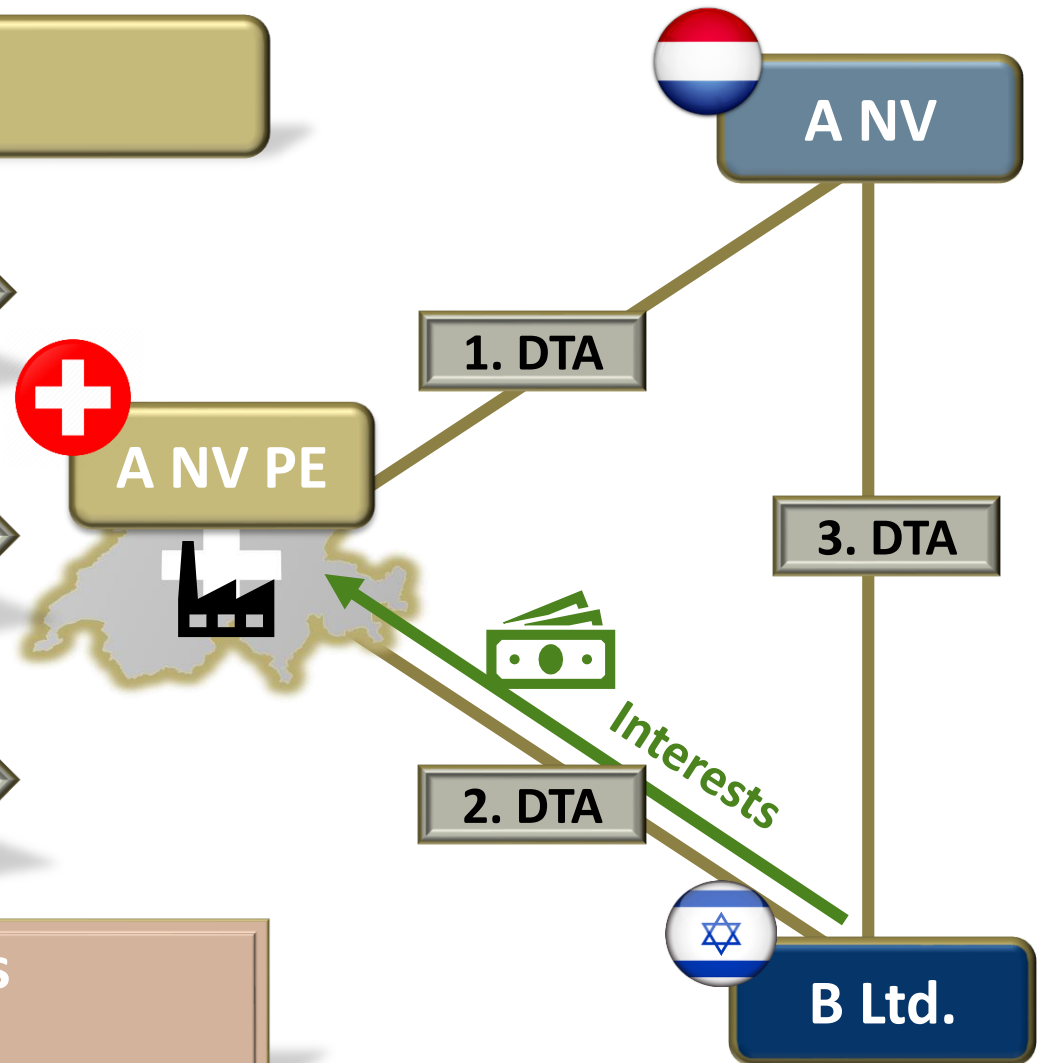 A NV
1. DTA
A NV PE
3. DTA
Interests
2. DTA
s
B Ltd.